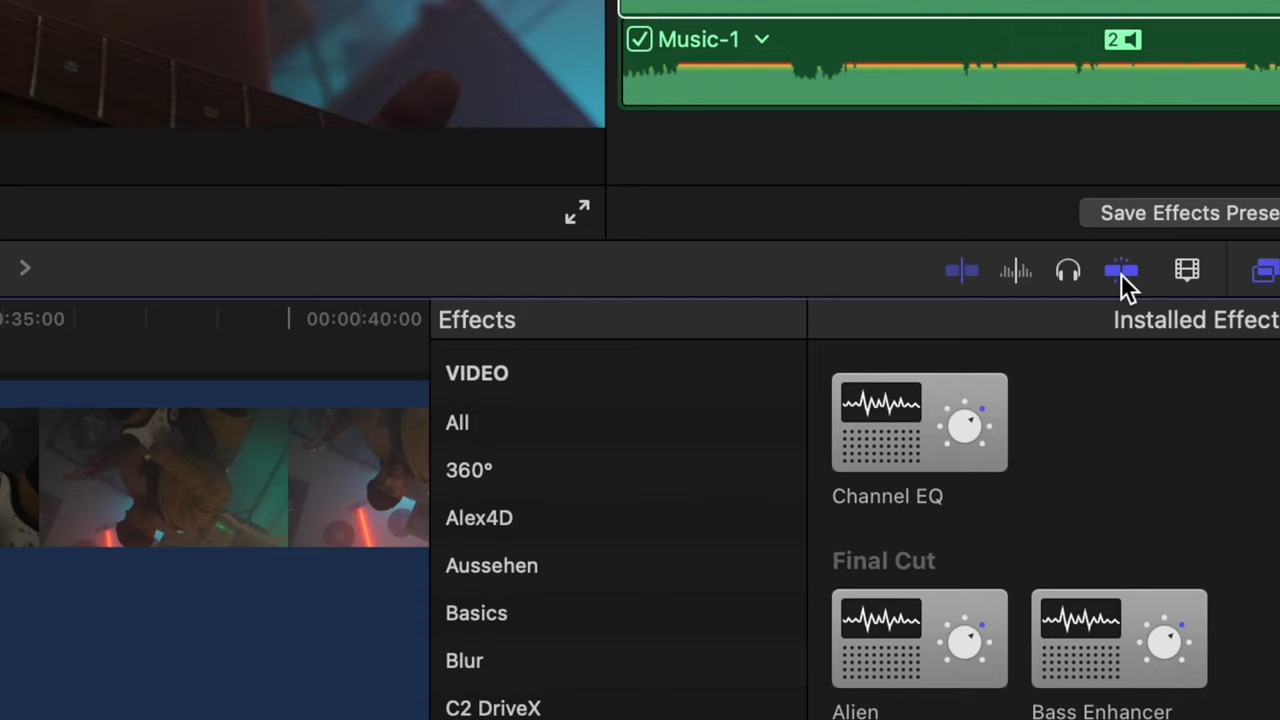 Music-1
2
Save Effects Prese
0:35:00
00:00:40:00
Effects
Installed Effect
VIDEO
All
360°
Alex4D
Aussehen
Basics
Blur
C2 DriveX
Channel EQ
Final Cut
Alien
Bass Enhancer